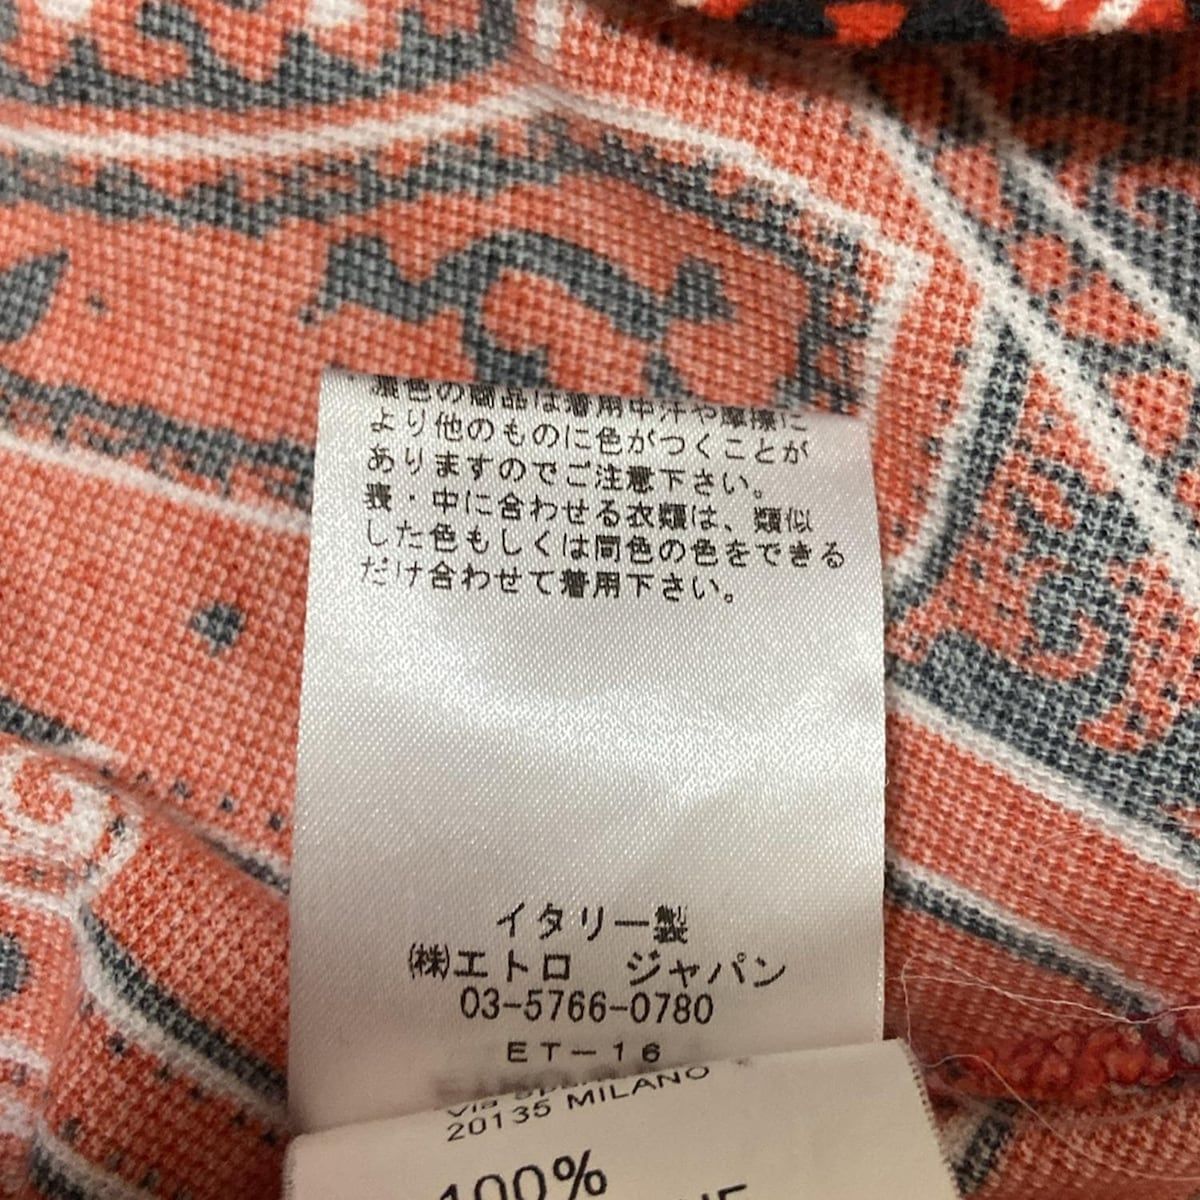 濃色の商品は着用中汗や摩擦に
より他のものに色がつくことが
ありますのでご注意下さい。
表・中に合わせる衣類は、類似
した色もしくは同色の色をできる
だけ合わせて着用下さい。
イタリー製
㈱エトロ ジャパン
03-5766-0780
ET-16
Via
20135 MILANO
100%